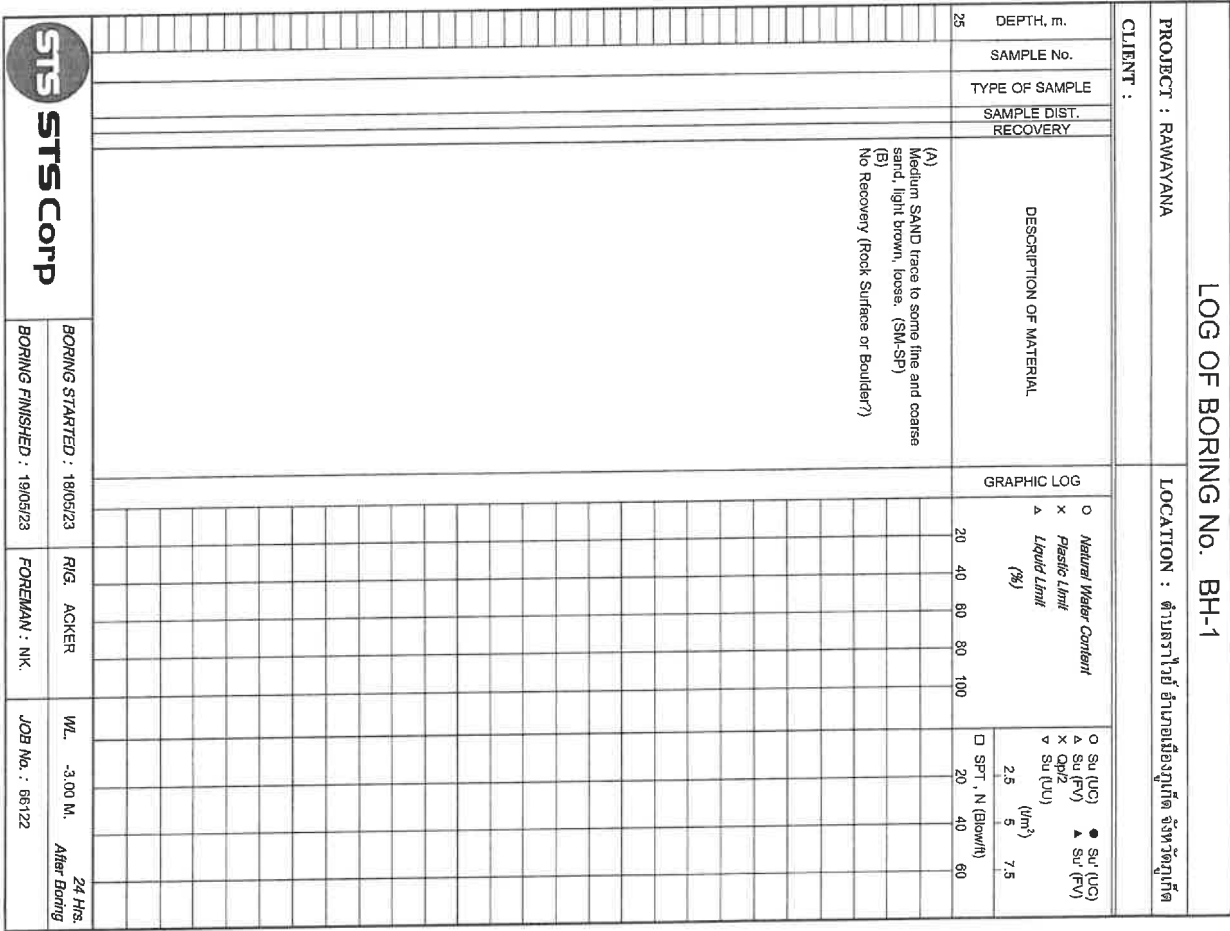 LOG OF BORING No. BH-1
PROJECT : RAWAYANA
LOCATION : ตำบลราไวย์ อำเภอเมืองภูเก็ต จังหวัดภูเก็ต
CLIENT :
DEPTH, m.
SAMPLE No.
TYPE OF SAMPLE
SAMPLE DIST.
RECOVERY
DESCRIPTION OF MATERIAL
GRAPHIC LOG
O Natural Water Content
X Plastic Limit
△ Liquid Limit
(%)
20 40 60 80 100
O Su (UC) ● Su' (UC)
△ Su (FV) ▲ Su' (FV)
X Qp/2
▽ Su (UU)
(t/m²)
2.5 5 7.5
□ SPT , N (Blow/ft)
20 40 60
25
(A)
Medium SAND trace to some fine and coarse
sand, light brown, loose. (SM-SP)
(B)
No Recovery (Rock Surface or Boulder?)
STS STS Corp
BORING STARTED : 18/05/23
RIG. ACKER
WL. -3.00 M.
24 Hrs.
After Boring
BORING FINISHED : 19/05/23
FOREMAN : NK.
JOB No. : 66122